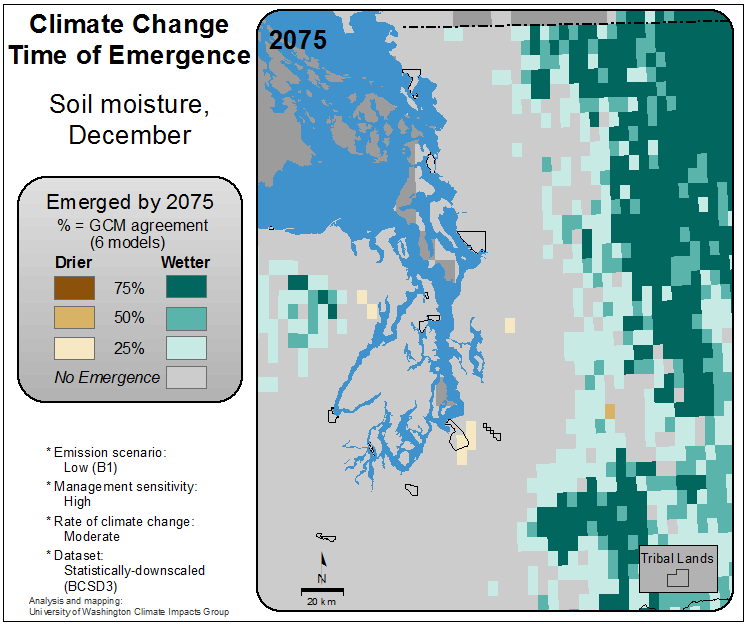 Climate Change
Time of Emergence
Soil moisture,
December
Emerged by 2075
% = GCM agreement
(6 models)
Drier Wetter
75%
50%
25%
No Emergence
* Emission scenario:
Low (B1)
* Management sensitivity:
High
* Rate of climate change:
Moderate
* Dataset:
Statistically-downscaled
(BCSD3)
Analysis and mapping:
University of Washington Climate Impacts Group
2075
N
20 km
Tribal Lands